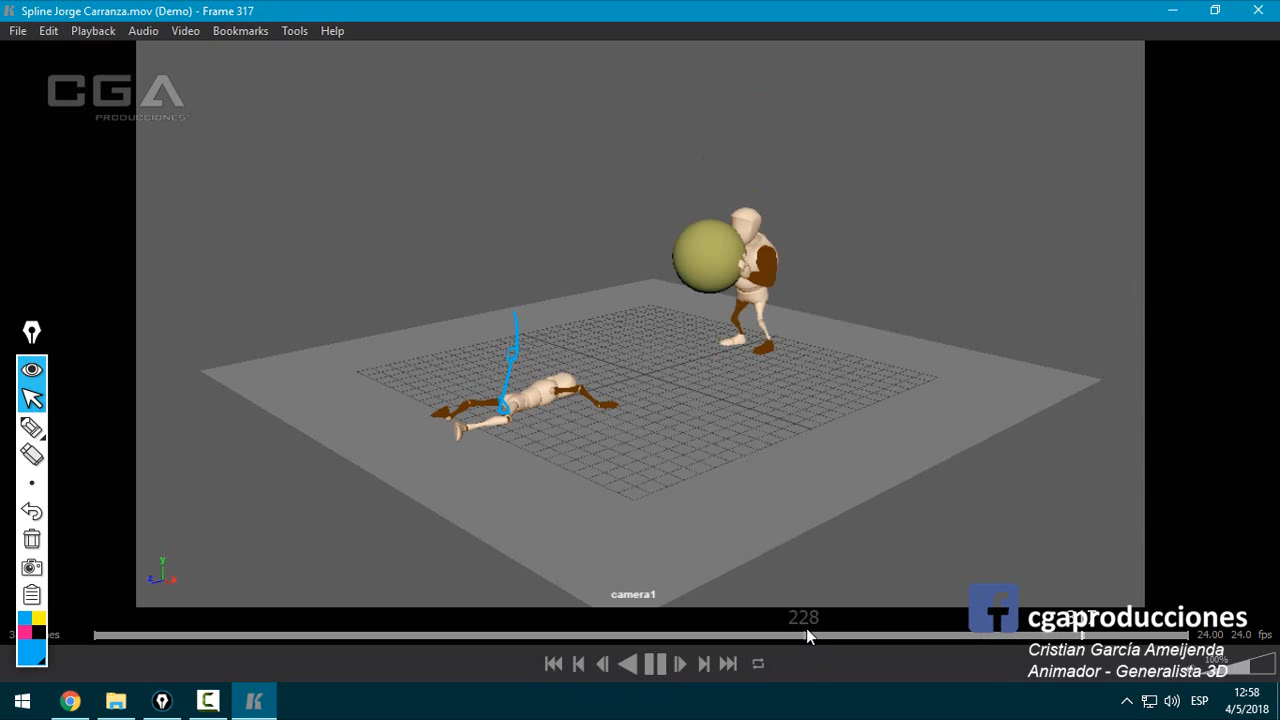 Spline Jorge Carranza.mov (Demo) - Frame 317
File Edit Playback Audio Video Bookmarks Tools Help
CGA
PRODUCCIONES
y
z x
camera1
228
24.00 24.0 fps
100%
f cgaproducciones
Cristian García Ameijenda
Animador - Generalista 3D
ESP
12:58
4/5/2018